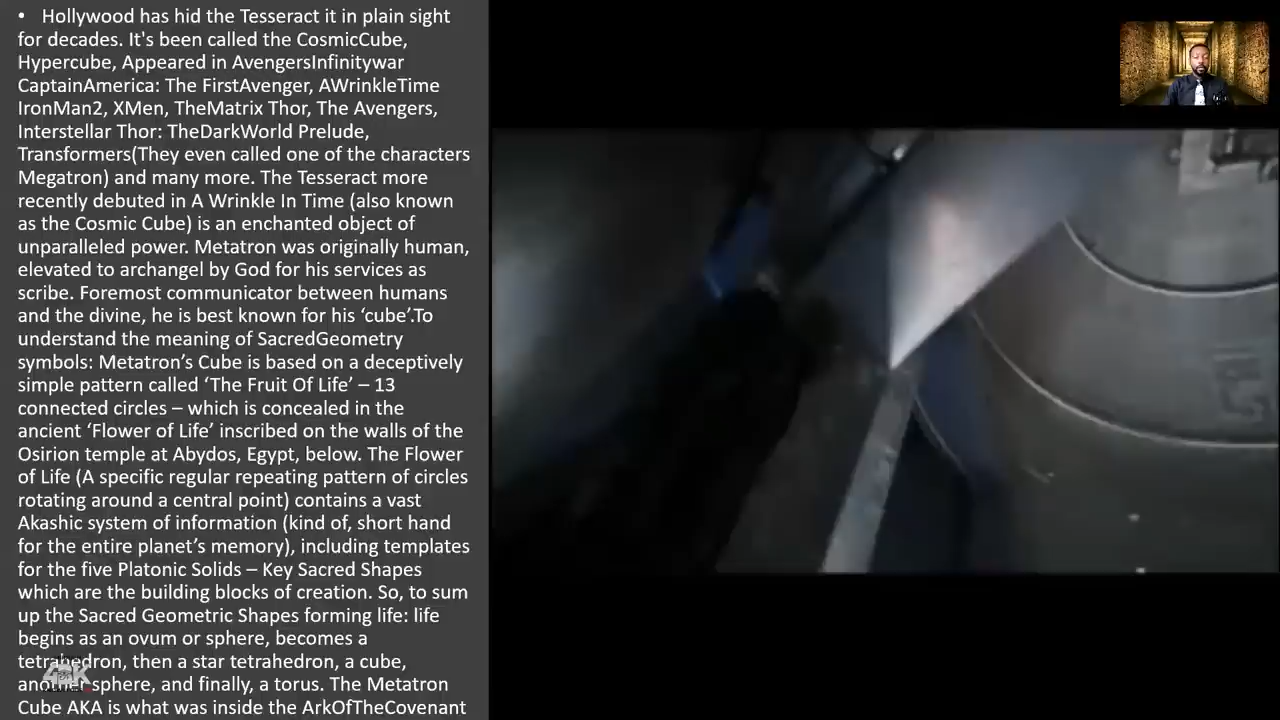 • Hollywood has hid the Tesseract it in plain sight
for decades. It's been called the CosmicCube,
Hypercube, Appeared in AvengersInfinitywar
CaptainAmerica: The FirstAvenger, AWrinkleTime
IronMan2, XMen, TheMatrix Thor, The Avengers,
Interstellar Thor: TheDarkWorld Prelude,
Transformers(They even called one of the characters
Megatron) and many more. The Tesseract more
recently debuted in A Wrinkle In Time (also known
as the Cosmic Cube) is an enchanted object of
unparalleled power. Metatron was originally human,
elevated to archangel by God for his services as
scribe. Foremost communicator between humans
and the divine, he is best known for his ‘cube’.To
understand the meaning of SacredGeometry
symbols: Metatron’s Cube is based on a deceptively
simple pattern called ‘The Fruit Of Life’ – 13
connected circles – which is concealed in the
ancient ‘Flower of Life’ inscribed on the walls of the
Osirion temple at Abydos, Egypt, below. The Flower
of Life (A specific regular repeating pattern of circles
rotating around a central point) contains a vast
Akashic system of information (kind of, short hand
for the entire planet’s memory), including templates
for the five Platonic Solids – Key Sacred Shapes
which are the building blocks of creation. So, to sum
up the Sacred Geometric Shapes forming life: life
begins as an ovum or sphere, becomes a
tetrahedron, then a star tetrahedron, a cube,
another sphere, and finally, a torus. The Metatron
Cube AKA is what was inside the ArkOfTheCovenant